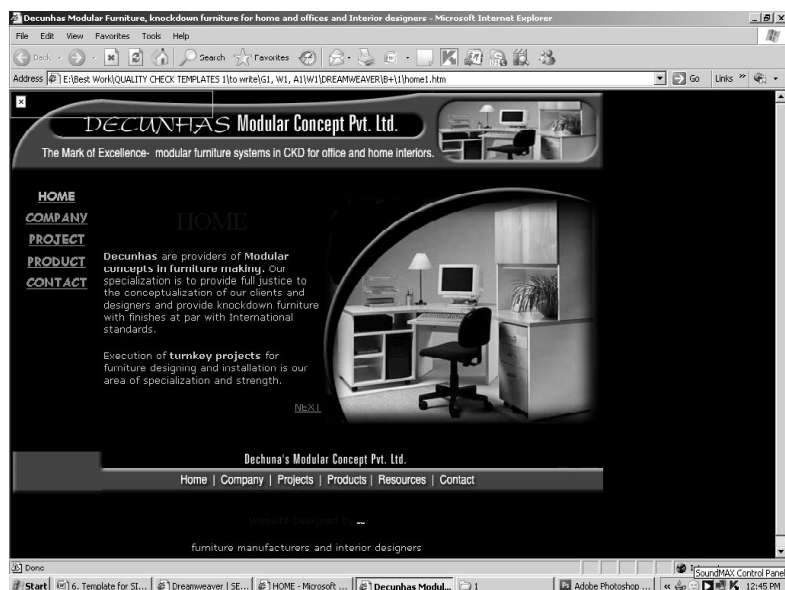 Decunhas Modular Furniture, knockdown furniture for home and offices and Interior designers - Microsoft Internet Explorer
File Edit View Favorites Tools Help
Back Search Favorites
Address E:\Best Work\QUALITY CHECK TEMPLATES 1\to write\G1, W1, A1\W1\DREAMWEAVER\B+\1\home1.htm Go Links »
DECUNHAS Modular Concept Pvt. Ltd.
The Mark of Excellence- modular furniture systems in CKD for office and home interiors.
HOME
COMPANY
PROJECT
PRODUCT
CONTACT
HOME
Decunhas are providers of Modular
concepts in furniture making. Our
specialization is to provide full justice to
the conceptualization of our clients and
designers and provide knockdown furniture
with finishes at par with International
standards.
Execution of turnkey projects for
furniture designing and installation is our
area of specialization and strength.
NEXT
Dechuna's Modular Concept Pvt. Ltd.
Home | Company | Projects | Products | Resources | Contact
Website Designed by
furniture manufacturers and interior designers
Done
SoundMAX Control Panel
Start 6. Template for SI... Dreamweaver | SE... HOME - Microsoft ... Decunhas Modul... 1 Adobe Photoshop ... « 12:45 PM